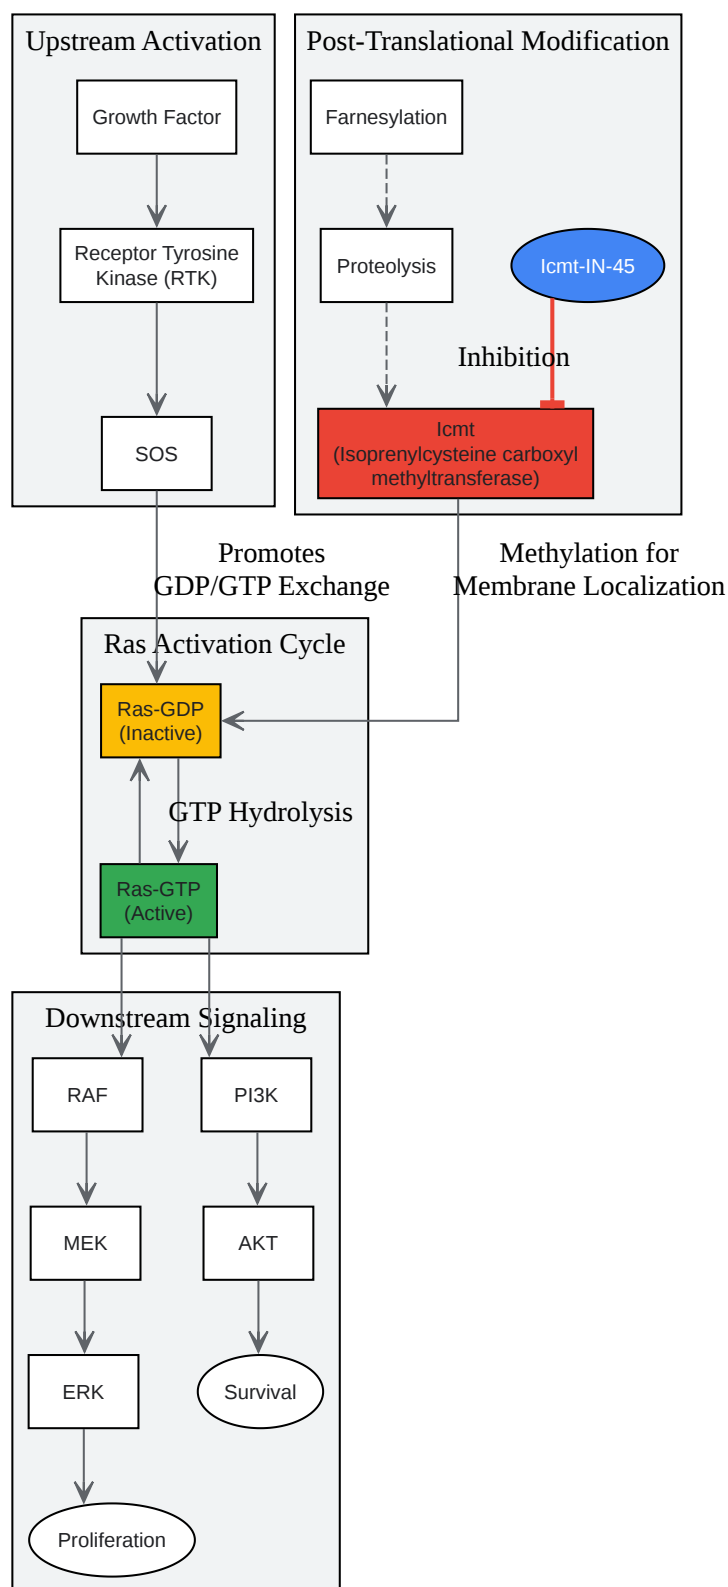 Upstream Activation
Growth Factor
Receptor Tyrosine
Kinase (RTK)
SOS
Post-Translational Modification
Farnesylation
Proteolysis
Icmt-IN-45
Inhibition
Icmt
(Isoprenylcysteine carboxyl
methyltransferase)
Promotes
GDP/GTP Exchange
Methylation for
Membrane Localization
Ras Activation Cycle
Ras-GDP
(Inactive)
GTP Hydrolysis
Ras-GTP
(Active)
Downstream Signaling
RAF
PI3K
MEK
AKT
ERK
Survival
Proliferation